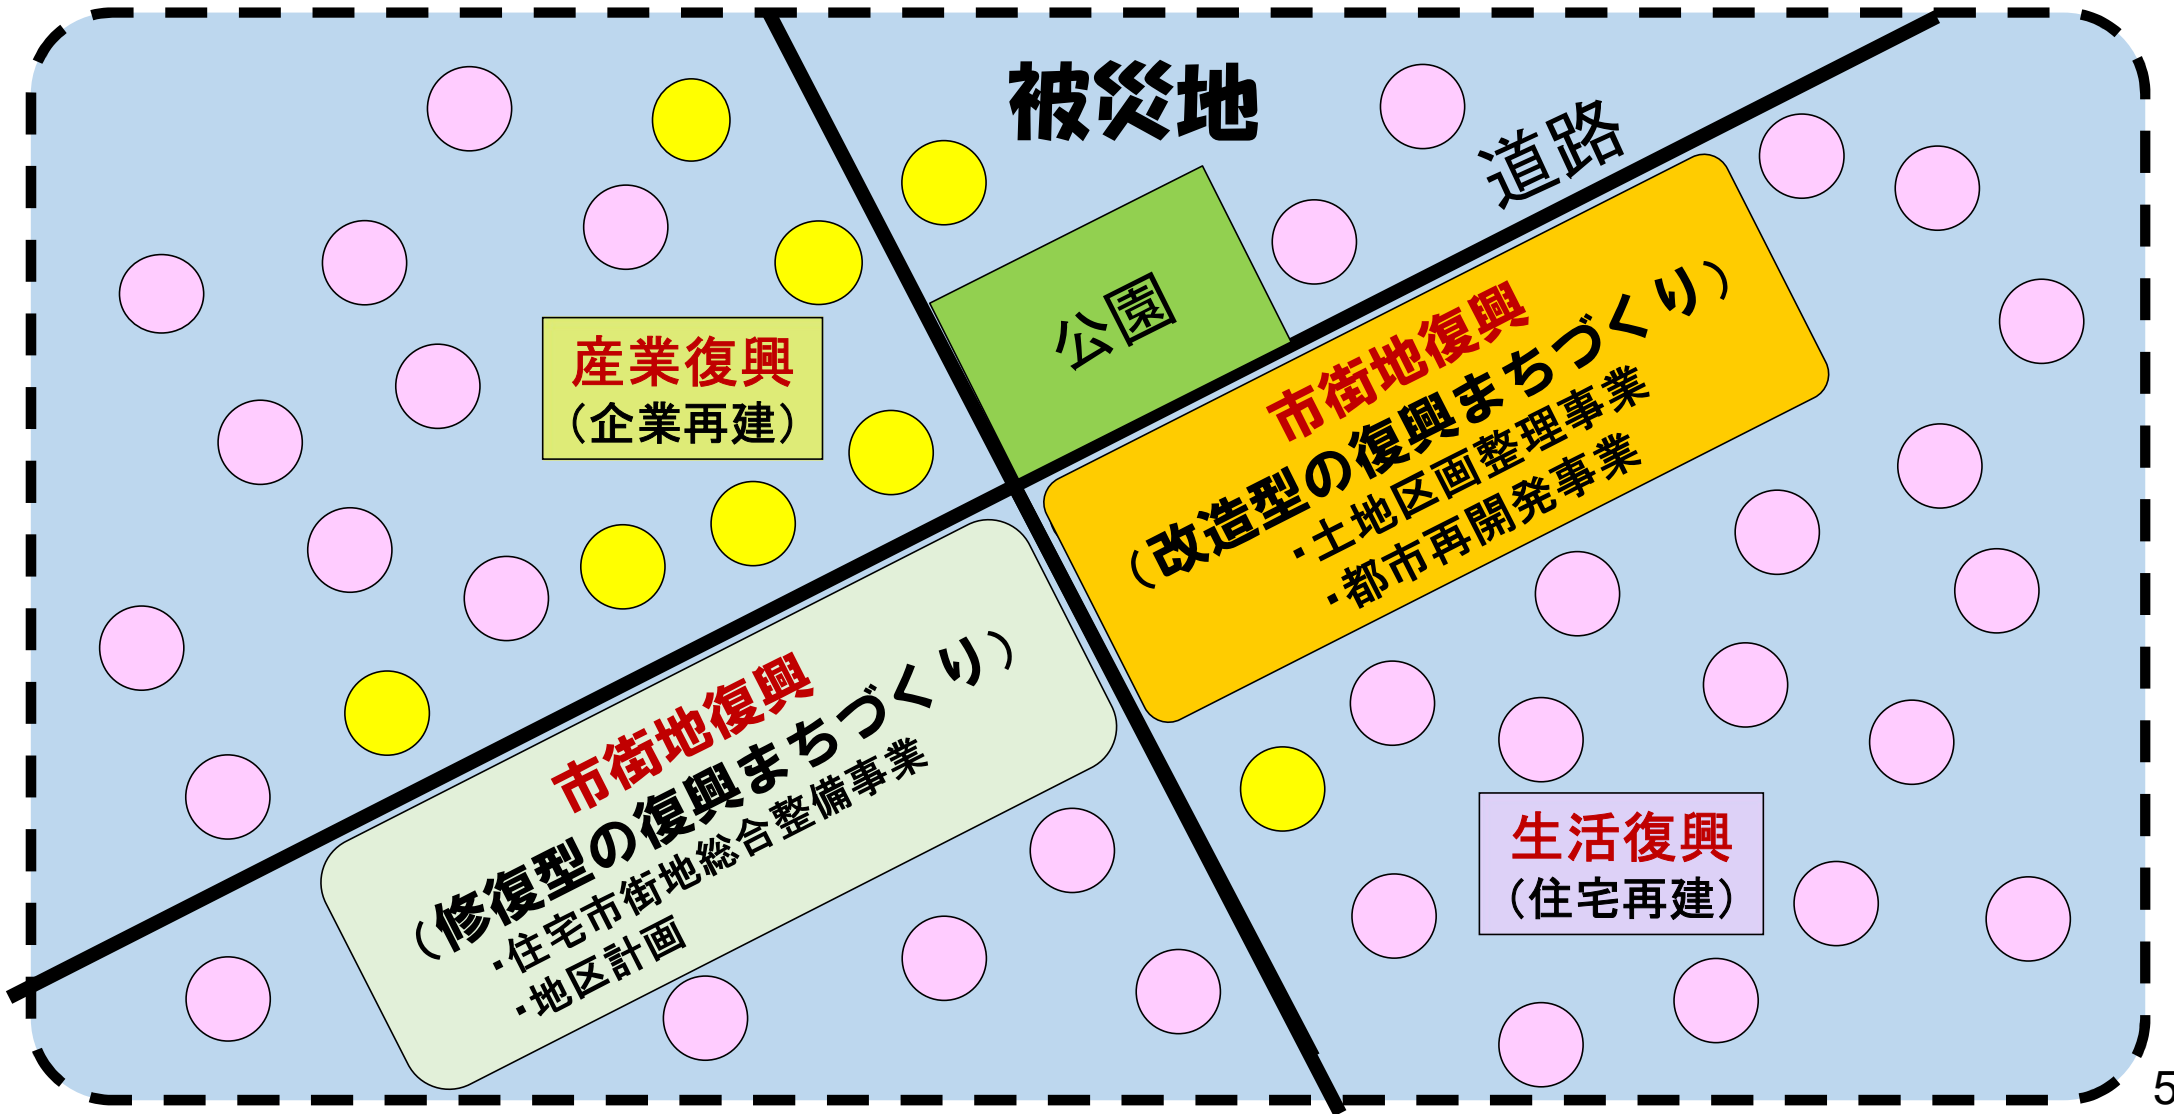 被災地
道路
公園
産業復興
（企業再建）
市街地復興
（改造型の復興まちづくり）
・土地区画整理事業
・都市再開発事業
市街地復興
（修復型の復興まちづくり）
・住宅市街地総合整備事業
・地区計画
生活復興
（住宅再建）
5